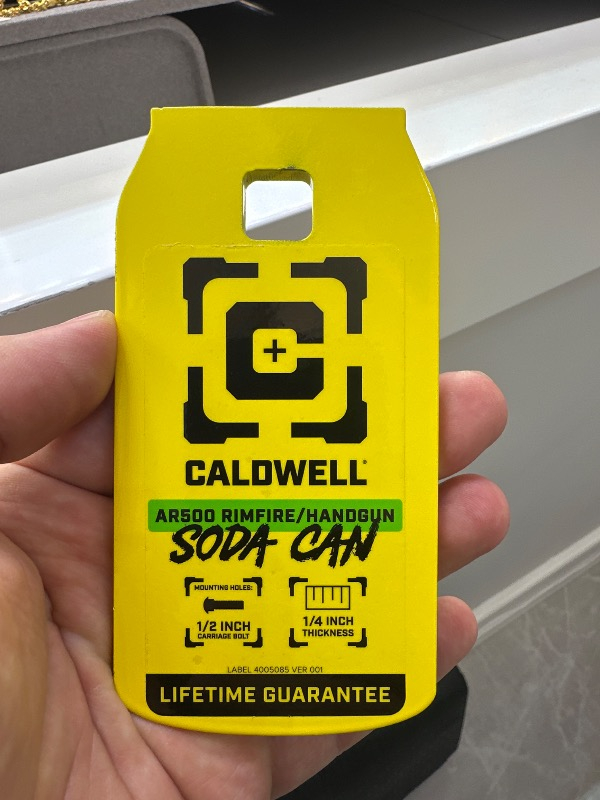 CALDWELL®
AR500 RIMFIRE/HANDGUN
SODA CAN
MOUNTING HOLES:
1/2 INCH
CARRIAGE BOLT
1/4 INCH
THICKNESS
LABEL 4005085 VER 001
LIFETIME GUARANTEE